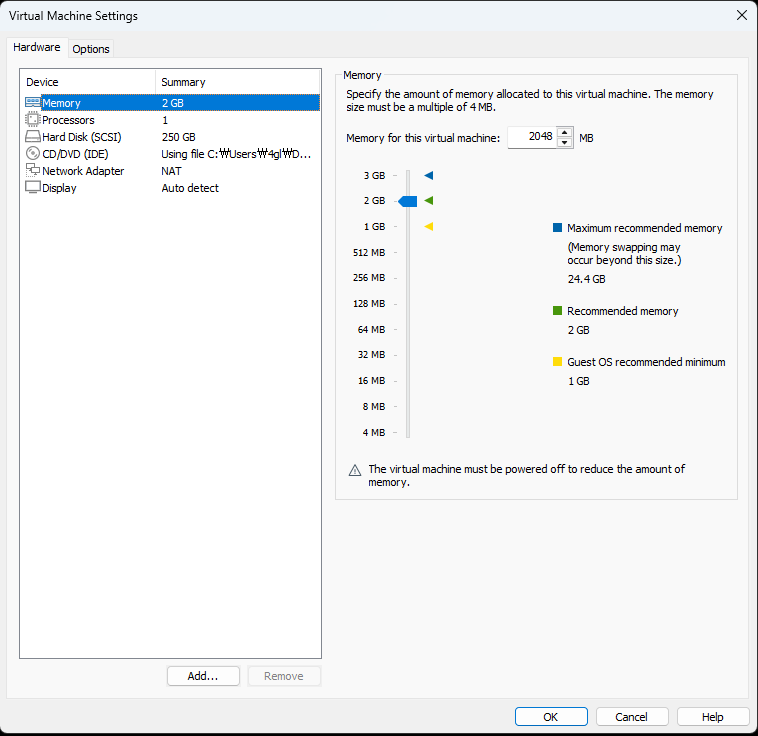 Virtual Machine Settings
Hardware Options
Device Summary
Memory 2 GB
Processors 1
Hard Disk (SCSI) 250 GB
CD/DVD (IDE) Using file C:₩Users₩4gl₩D...
Network Adapter NAT
Display Auto detect
Add... Remove
Memory
Specify the amount of memory allocated to this virtual machine. The memory
size must be a multiple of 4 MB.
Memory for this virtual machine: 2048 MB
3 GB
2 GB
1 GB
512 MB
256 MB
128 MB
64 MB
32 MB
16 MB
8 MB
4 MB
Maximum recommended memory
(Memory swapping may
occur beyond this size.)
24.4 GB
Recommended memory
2 GB
Guest OS recommended minimum
1 GB
The virtual machine must be powered off to reduce the amount of
memory.
OK Cancel Help